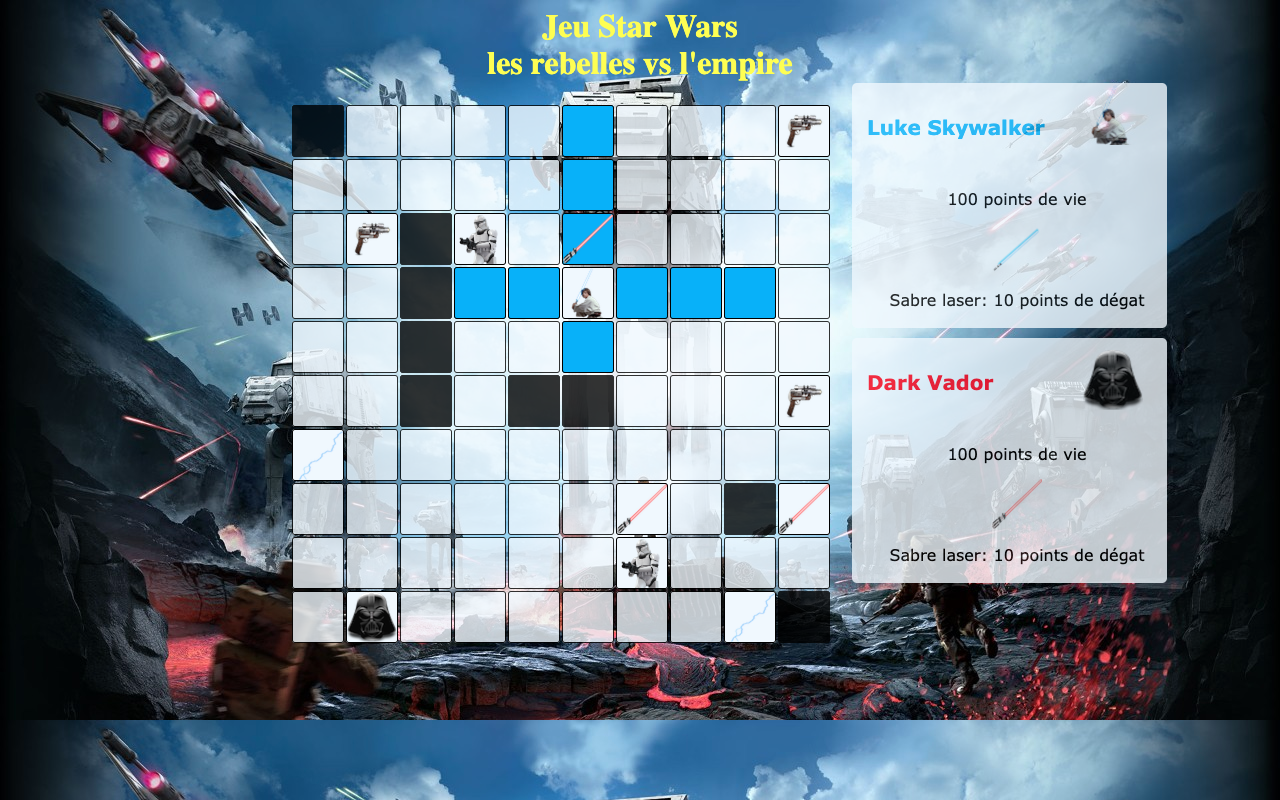 Jeu Star Wars
les rebelles vs l'empire
Luke Skywalker
100 points de vie
Sabre laser: 10 points de dégat
Dark Vador
100 points de vie
Sabre laser: 10 points de dégat